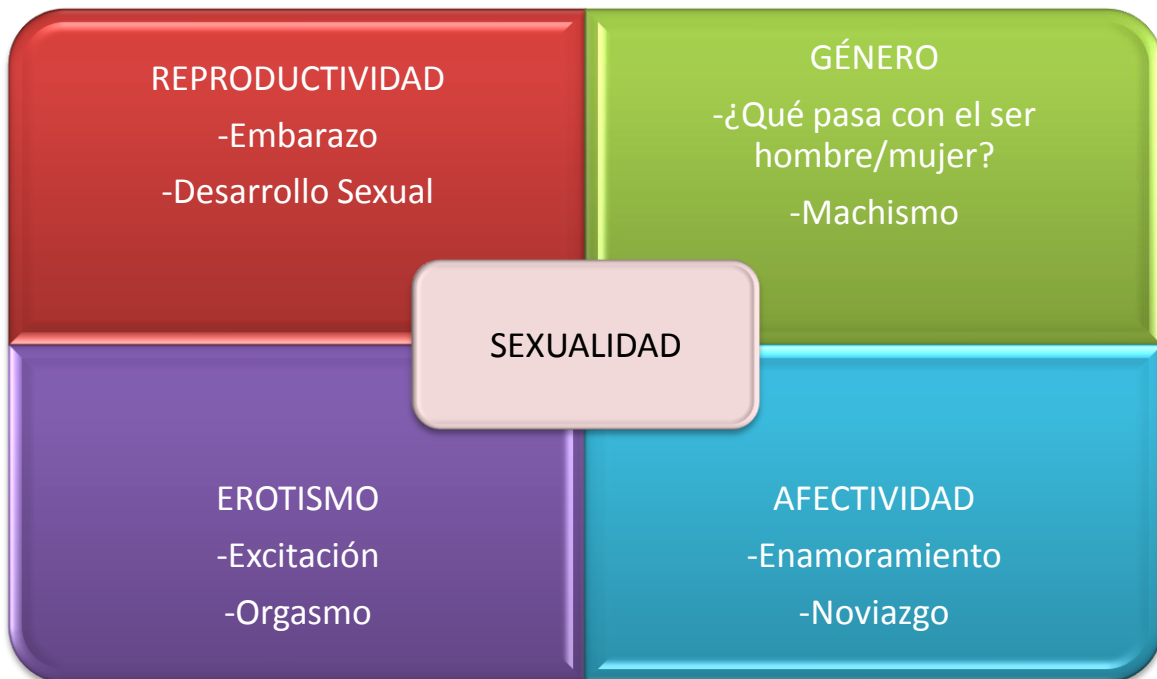 REPRODUCTIVIDAD
-Embarazo
-Desarrollo Sexual
GÉNERO
-¿Qué pasa con el ser
hombre/mujer?
-Machismo
SEXUALIDAD
EROTISMO
-Excitación
-Orgasmo
AFECTIVIDAD
-Enamoramiento
-Noviazgo